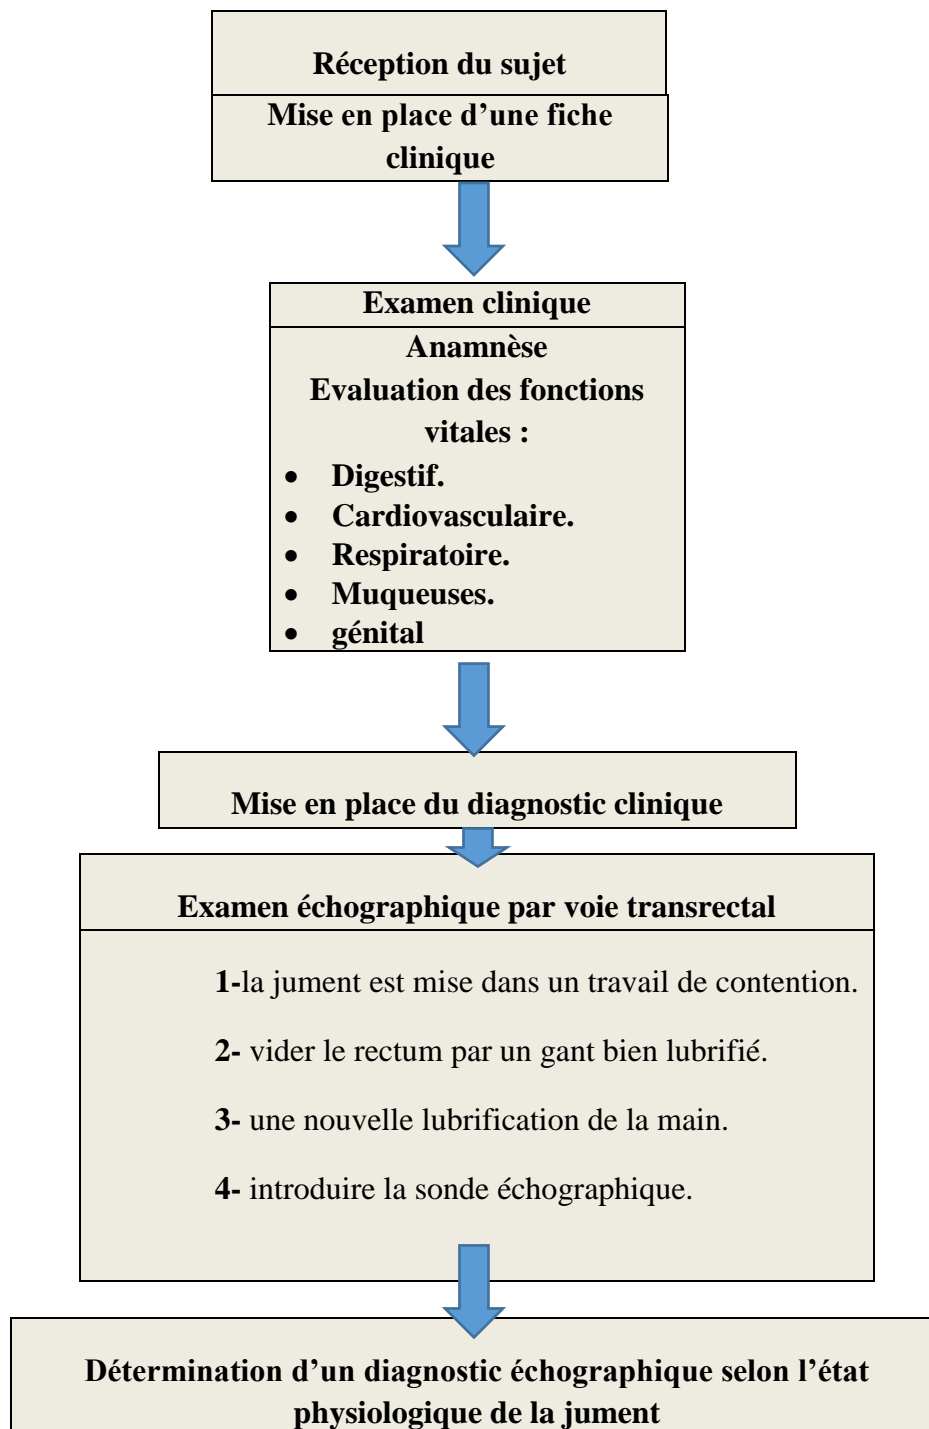 Réception du sujet
Mise en place d’une fiche
clinique
Examen clinique
Anamnèse
Evaluation des fonctions
vitales :
• Digestif.
• Cardiovasculaire.
• Respiratoire.
• Muqueuses.
• génital
Mise en place du diagnostic clinique
Examen échographique par voie transrectal
1-la jument est mise dans un travail de contention.
2- vider le rectum par un gant bien lubrifié.
3- une nouvelle lubrification de la main.
4- introduire la sonde échographique.
Détermination d’un diagnostic échographique selon l’état
physiologique de la jument